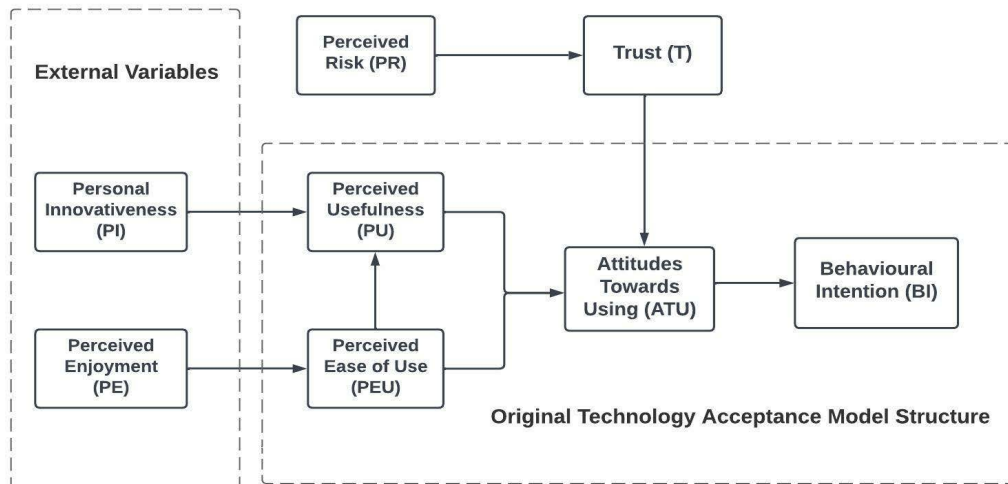 External Variables
Perceived
Risk (PR)
Trust (T)
Personal
Innovativeness
(PI)
Perceived
Usefulness
(PU)
Attitudes
Towards
Using (ATU)
Behavioural
Intention (BI)
Perceived
Enjoyment
(PE)
Perceived
Ease of Use
(PEU)
Original Technology Acceptance Model Structure